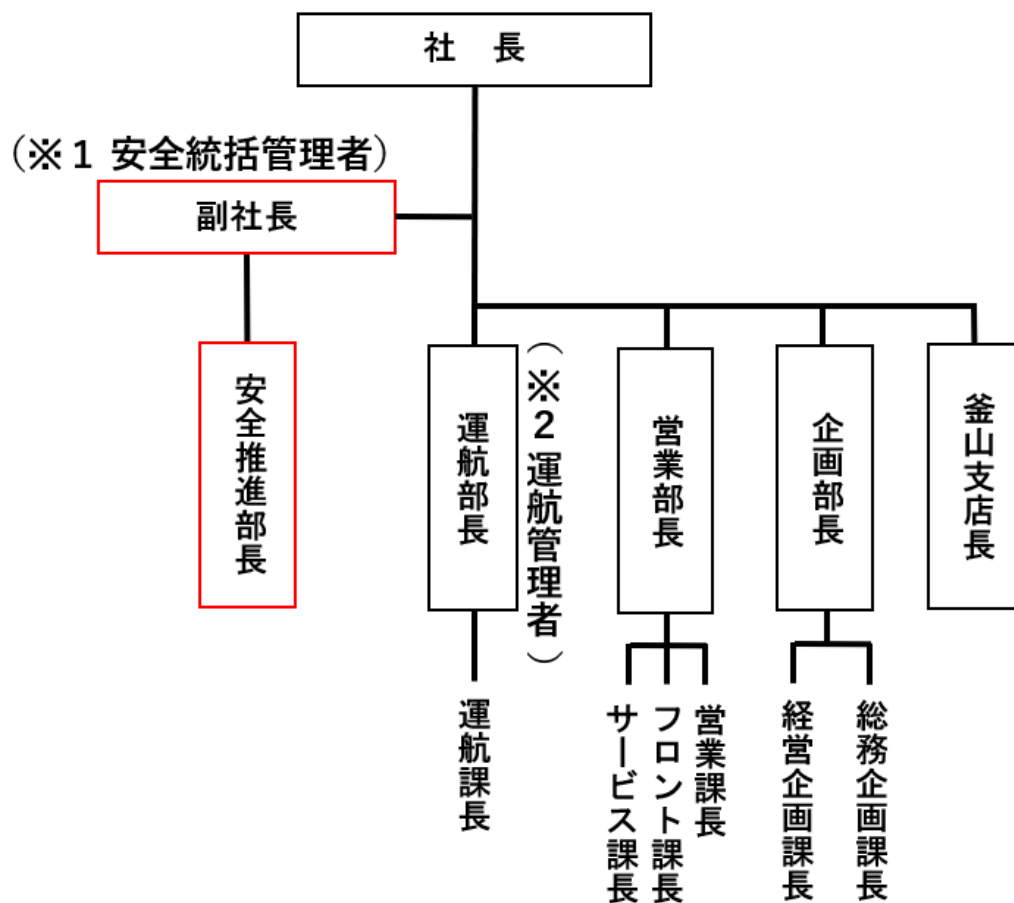 社　長
（※１ 安全統括管理者）
副社長
安全推進部長
運航部長
（※２運航管理者）
営業部長
企画部長
釜山支店長
運航課長
サービス課長
フロント課長
営業課長
経営企画課長
総務企画課長